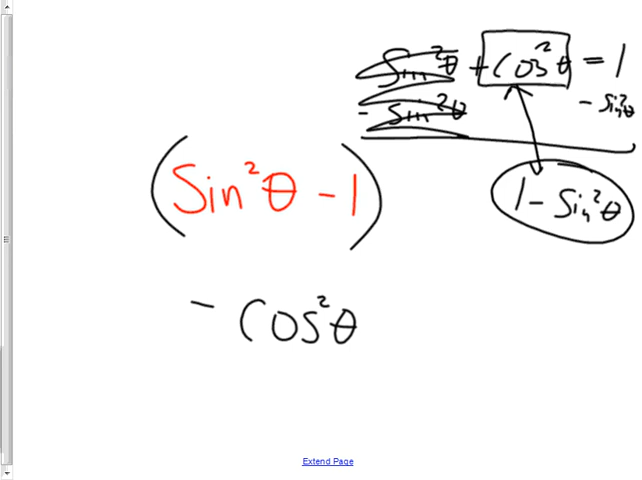 sin²θ + cos²θ = 1
- sin²θ - sin²θ
1 - sin²θ
(sin²θ - 1)
- cos²θ
Extend Page